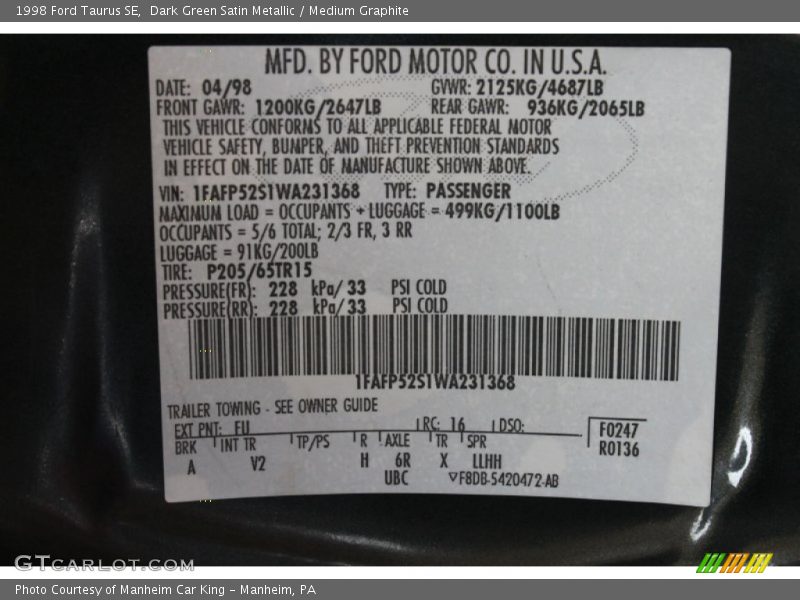 1998 Ford Taurus SE,  Dark Green Satin Metallic / Medium Graphite
MFD. BY FORD MOTOR CO. IN U.S.A.
DATE: 04/98 GVWR: 2125KG/4687LB
FRONT GAWR: 1200KG/2647LB REAR GAWR: 936KG/2065LB
THIS VEHICLE CONFORMS TO ALL APPLICABLE FEDERAL MOTOR
VEHICLE SAFETY, BUMPER, AND THEFT PREVENTION STANDARDS
IN EFFECT ON THE DATE OF MANUFACTURE SHOWN ABOVE.
VIN: 1FAFP52S1WA231368 TYPE: PASSENGER
MAXIMUM LOAD = OCCUPANTS + LUGGAGE = 499KG/1100LB
OCCUPANTS = 5/6 TOTAL; 2/3 FR, 3 RR
LUGGAGE = 91KG/200LB
TIRE: P205/65TR15
PRESSURE(FR): 228 kPa/ 33 PSI COLD
PRESSURE(RR): 228 kPa/ 33 PSI COLD
1FAFP52S1WA231368
TRAILER TOWING - SEE OWNER GUIDE
EXT PNT: FU RC: 16 DSO: F0247
BRK INT TR TP/PS R AXLE TR SPR R0136
A V2 H 6R X LLHH
UBC ▽F8DB-5420472-AB
GTCARLOT.COM
Photo Courtesy of Manheim Car King - Manheim, PA